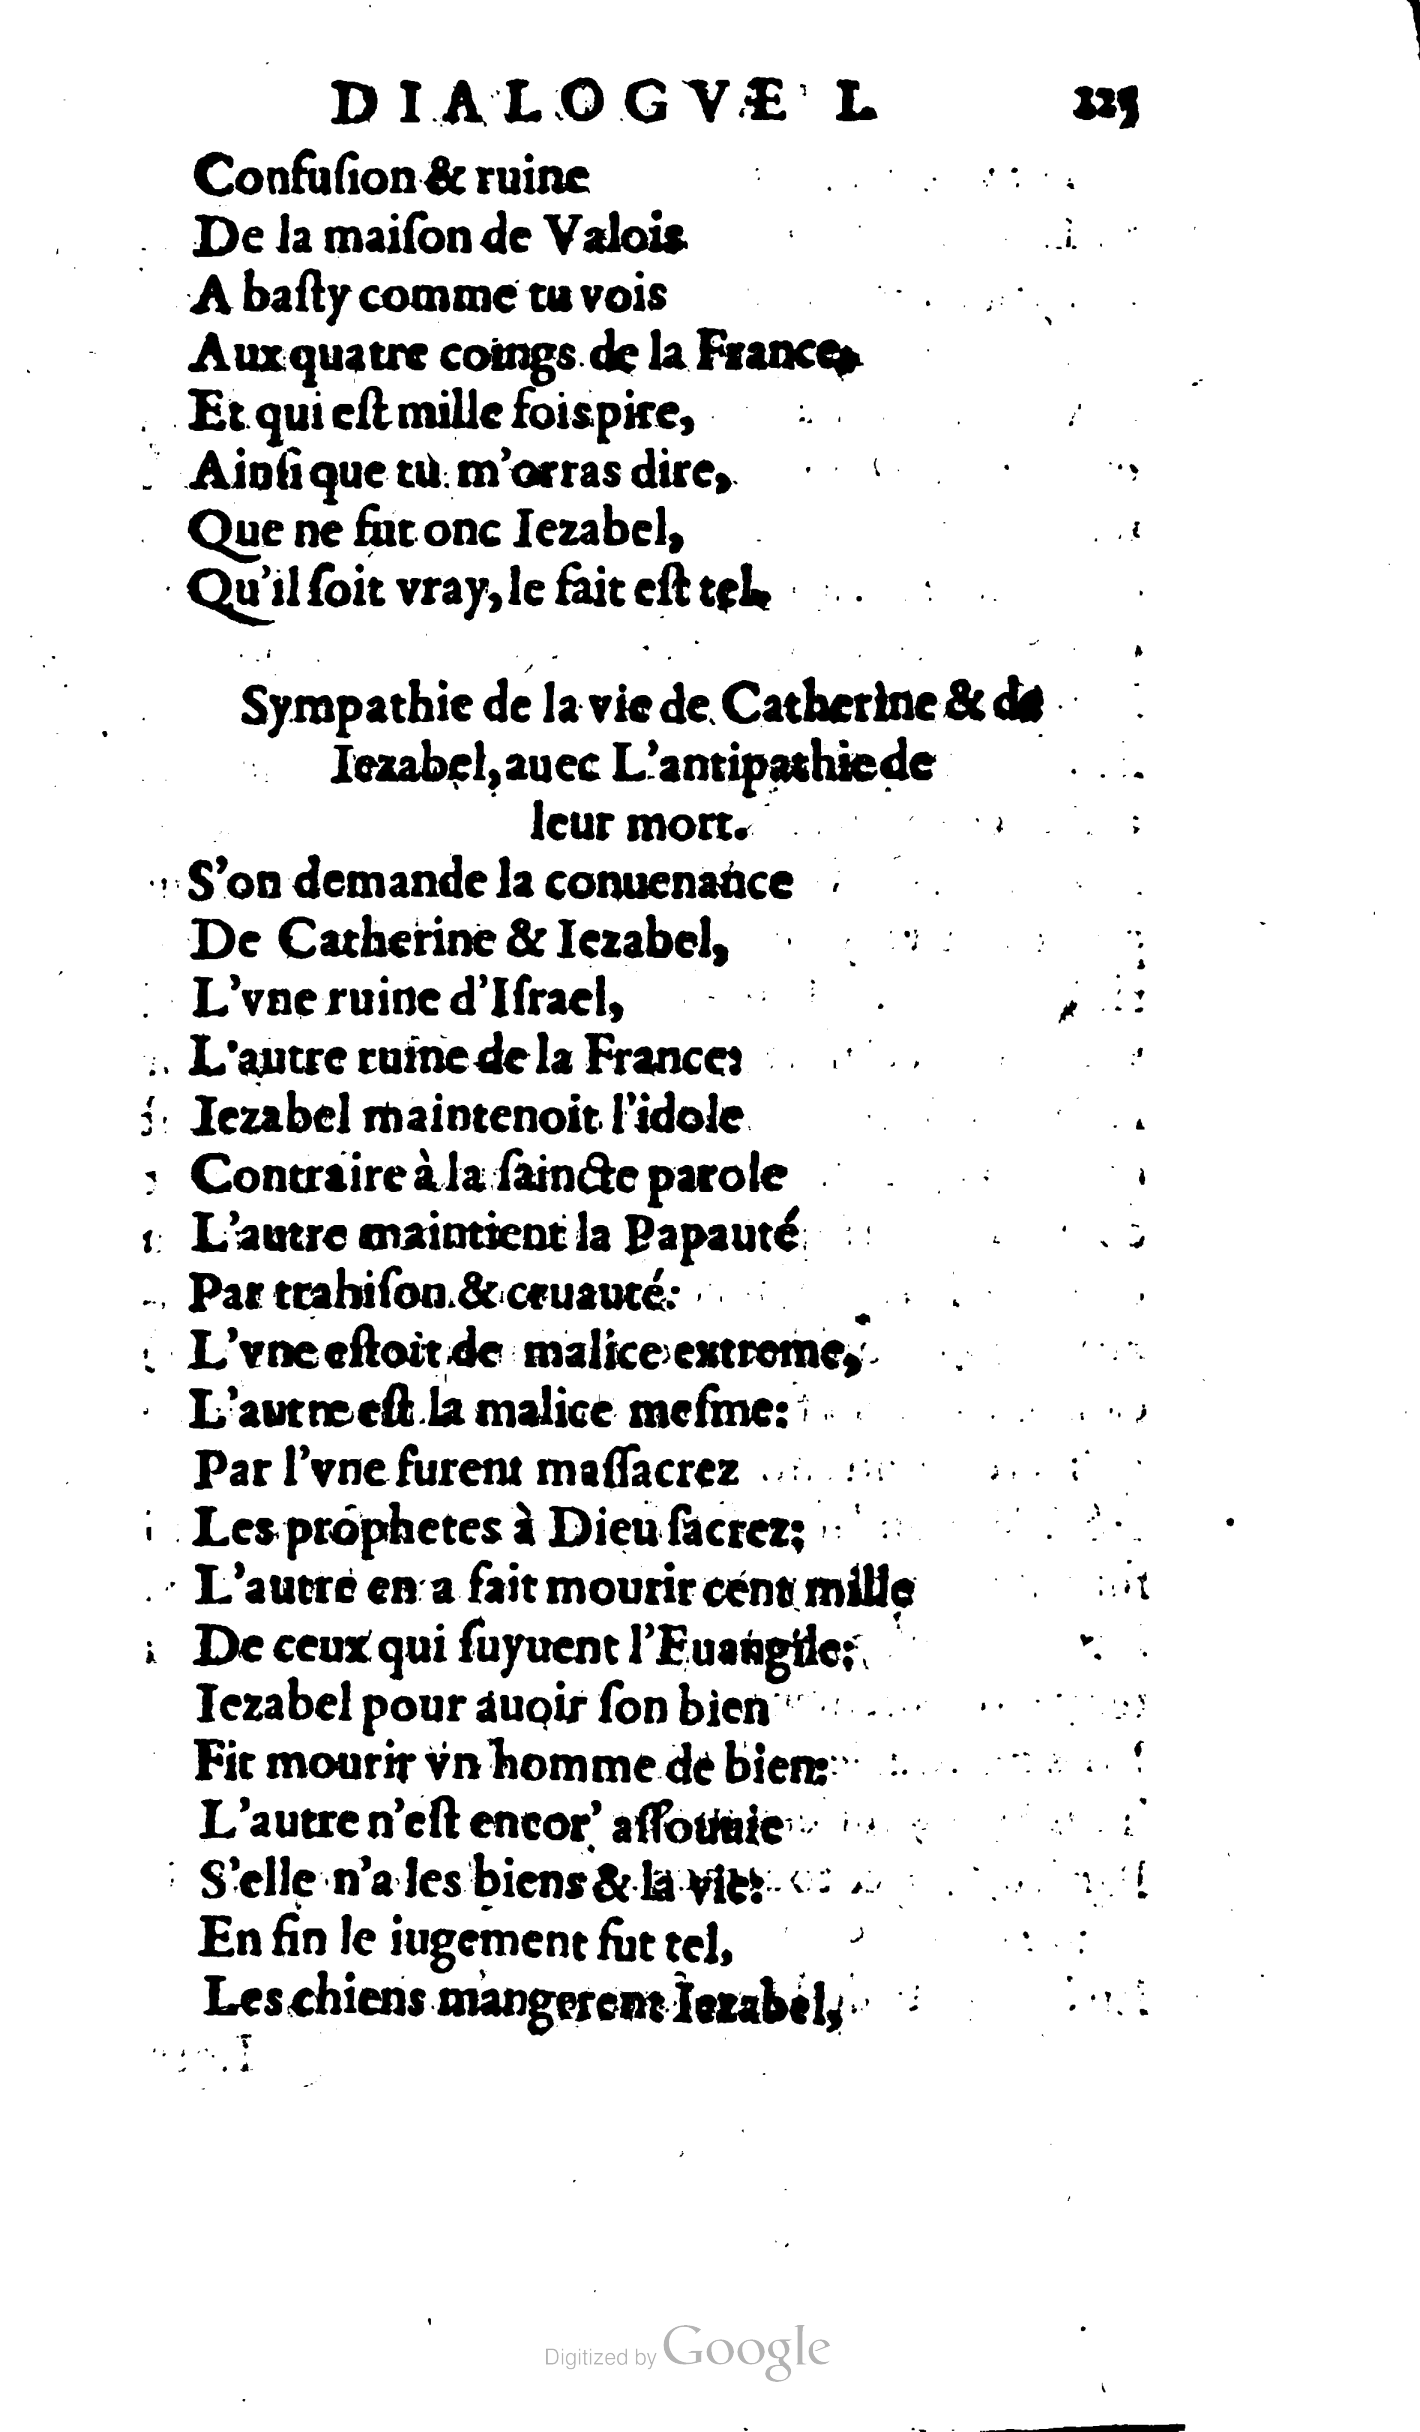 DIALOGVÆ L 225
Confuſion & ruine
De la maiſon de Valois
A baſty comme tu vois
Aux quatre coings de la France,
Et qui eſt mille fois pire,
Ainſi que tu m'orras dire,
Que ne fut onc Iezabel,
Qu'il ſoit vray, le fait eſt tel.
Sympathie de la vie de Catherine & de
Iezabel, auec L'antipathie de
leur mort.
S'on demande la conuenance
De Catherine & Iezabel,
L'vne ruine d'Iſrael,
L'autre ruine de la France:
Iezabel maintenoit l'idole
Contraire à la ſaincte parole
L'autre maintient la Papauté
Par trahiſon & cruauté:
L'vne eſtoit de malice extreme,
L'autre eſt la malice meſme:
Par l'vne furent maſſacrez
Les prophetes à Dieu ſacrez;
L'autre en a fait mourir cent mille
De ceux qui ſuyuent l'Euangile:
Iezabel pour auoir ſon bien
Fit mourir vn homme de bien:
L'autre n'eſt encor' aſſouuie
S'elle n'a les biens & la vie:
En fin le iugement fut tel,
Les chiens mangerent Iezabel,
Digitized by Google